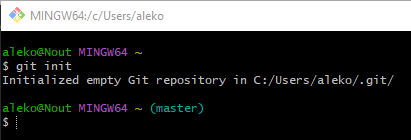 MINGW64:/c/Users/aleko
aleko@Nout MINGW64 ~
$ git init
Initialized empty Git repository in C:/Users/aleko/.git/
aleko@Nout MINGW64 ~ (master)
$